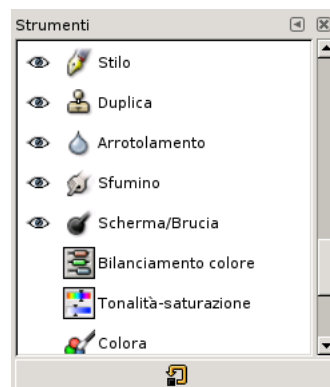 Strumenti
Stilo
Duplica
Arrotolamento
Sfumino
Scherma/Brucia
Bilanciamento colore
Tonalità-saturazione
Colora